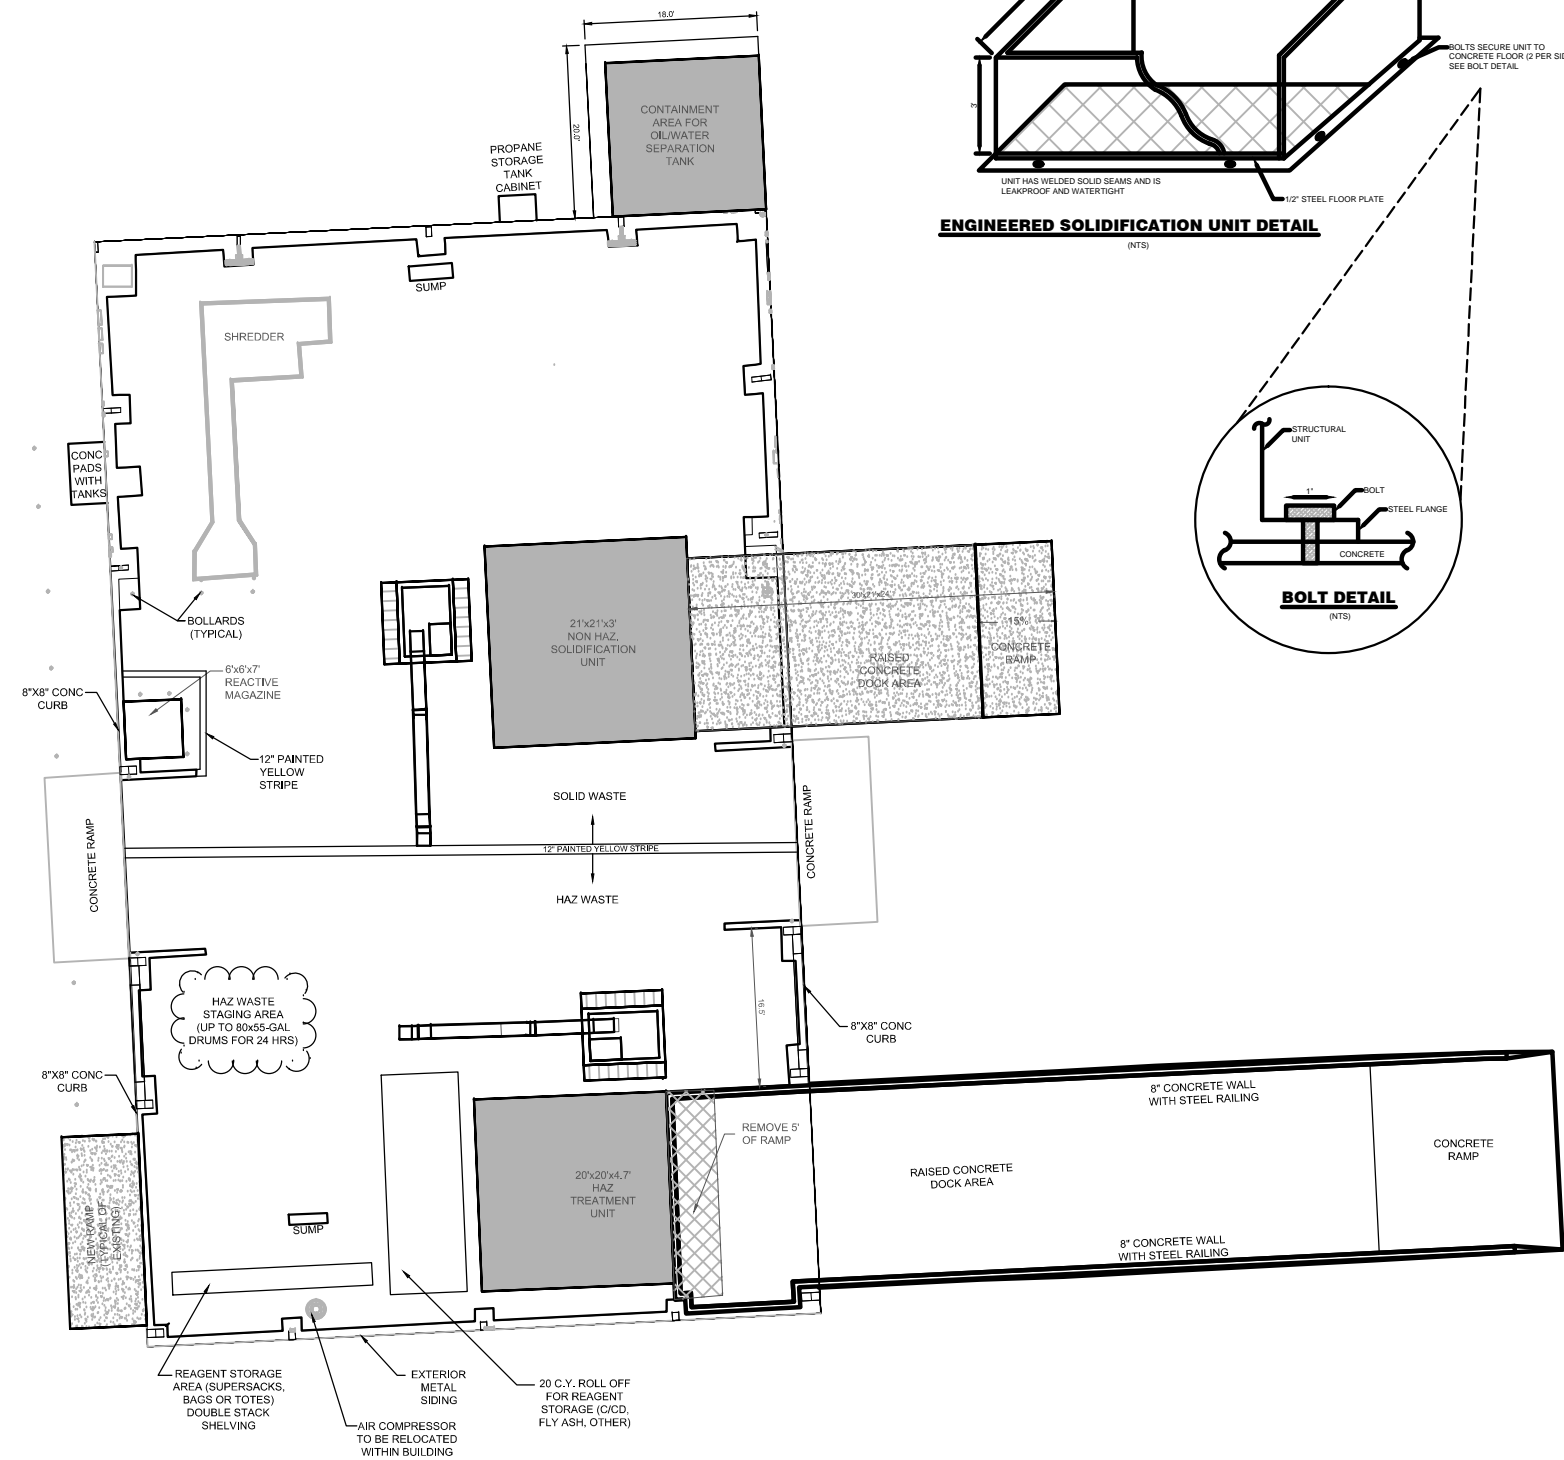 18.0'
20.0'
CONTAINMENT
AREA FOR
OIL/WATER
SEPARATION
TANK
PROPANE
STORAGE
TANK
CABINET
3'
BOLTS SECURE UNIT TO
CONCRETE FLOOR (2 PER
SEE BOLT DETAIL
UNIT HAS WELDED SOLID SEAMS AND IS
LEAKPROOF AND WATERTIGHT
1/2" STEEL FLOOR PLATE
ENGINEERED SOLIDIFICATION UNIT DETAIL
(NTS)
SUMP
SHREDDER
CONC
PADS
WITH
TANKS
STRUCTURAL
UNIT
1"
BOLT
STEEL FLANGE
CONCRETE
BOLT DETAIL
(NTS)
BOLLARDS
(TYPICAL)
21'x21'x3'
NON HAZ.
SOLIDIFICATION
UNIT
RAISED
CONCRETE
DOCK AREA
15%
CONCRETE
RAMP
6'x6'x7'
REACTIVE
MAGAZINE
8"X8" CONC
CURB
12" PAINTED
YELLOW
STRIPE
CONCRETE RAMP
SOLID WASTE
12" PAINTED YELLOW STRIPE
HAZ WASTE
CONCRETE RAMP
HAZ WASTE
STAGING AREA
(UP TO 80x55-GAL
DRUMS FOR 24 HRS)
16.5'
8"X8" CONC
CURB
8"X8" CONC
CURB
8" CONCRETE WALL
WITH STEEL RAILING
REMOVE 5'
OF RAMP
RAISED CONCRETE
DOCK AREA
CONCRETE
RAMP
20'x20'x4.7'
HAZ
TREATMENT
UNIT
NEW RAMP
(TYPICAL OF
EXISTING)
SUMP
8" CONCRETE WALL
WITH STEEL RAILING
REAGENT STORAGE
AREA (SUPERSACKS,
BAGS OR TOTES)
DOUBLE STACK
SHELVING
AIR COMPRESSOR
TO BE RELOCATED
WITHIN BUILDING
EXTERIOR
METAL
SIDING
20 C.Y. ROLL OFF
FOR REAGENT
STORAGE (C/CD,
FLY ASH, OTHER)